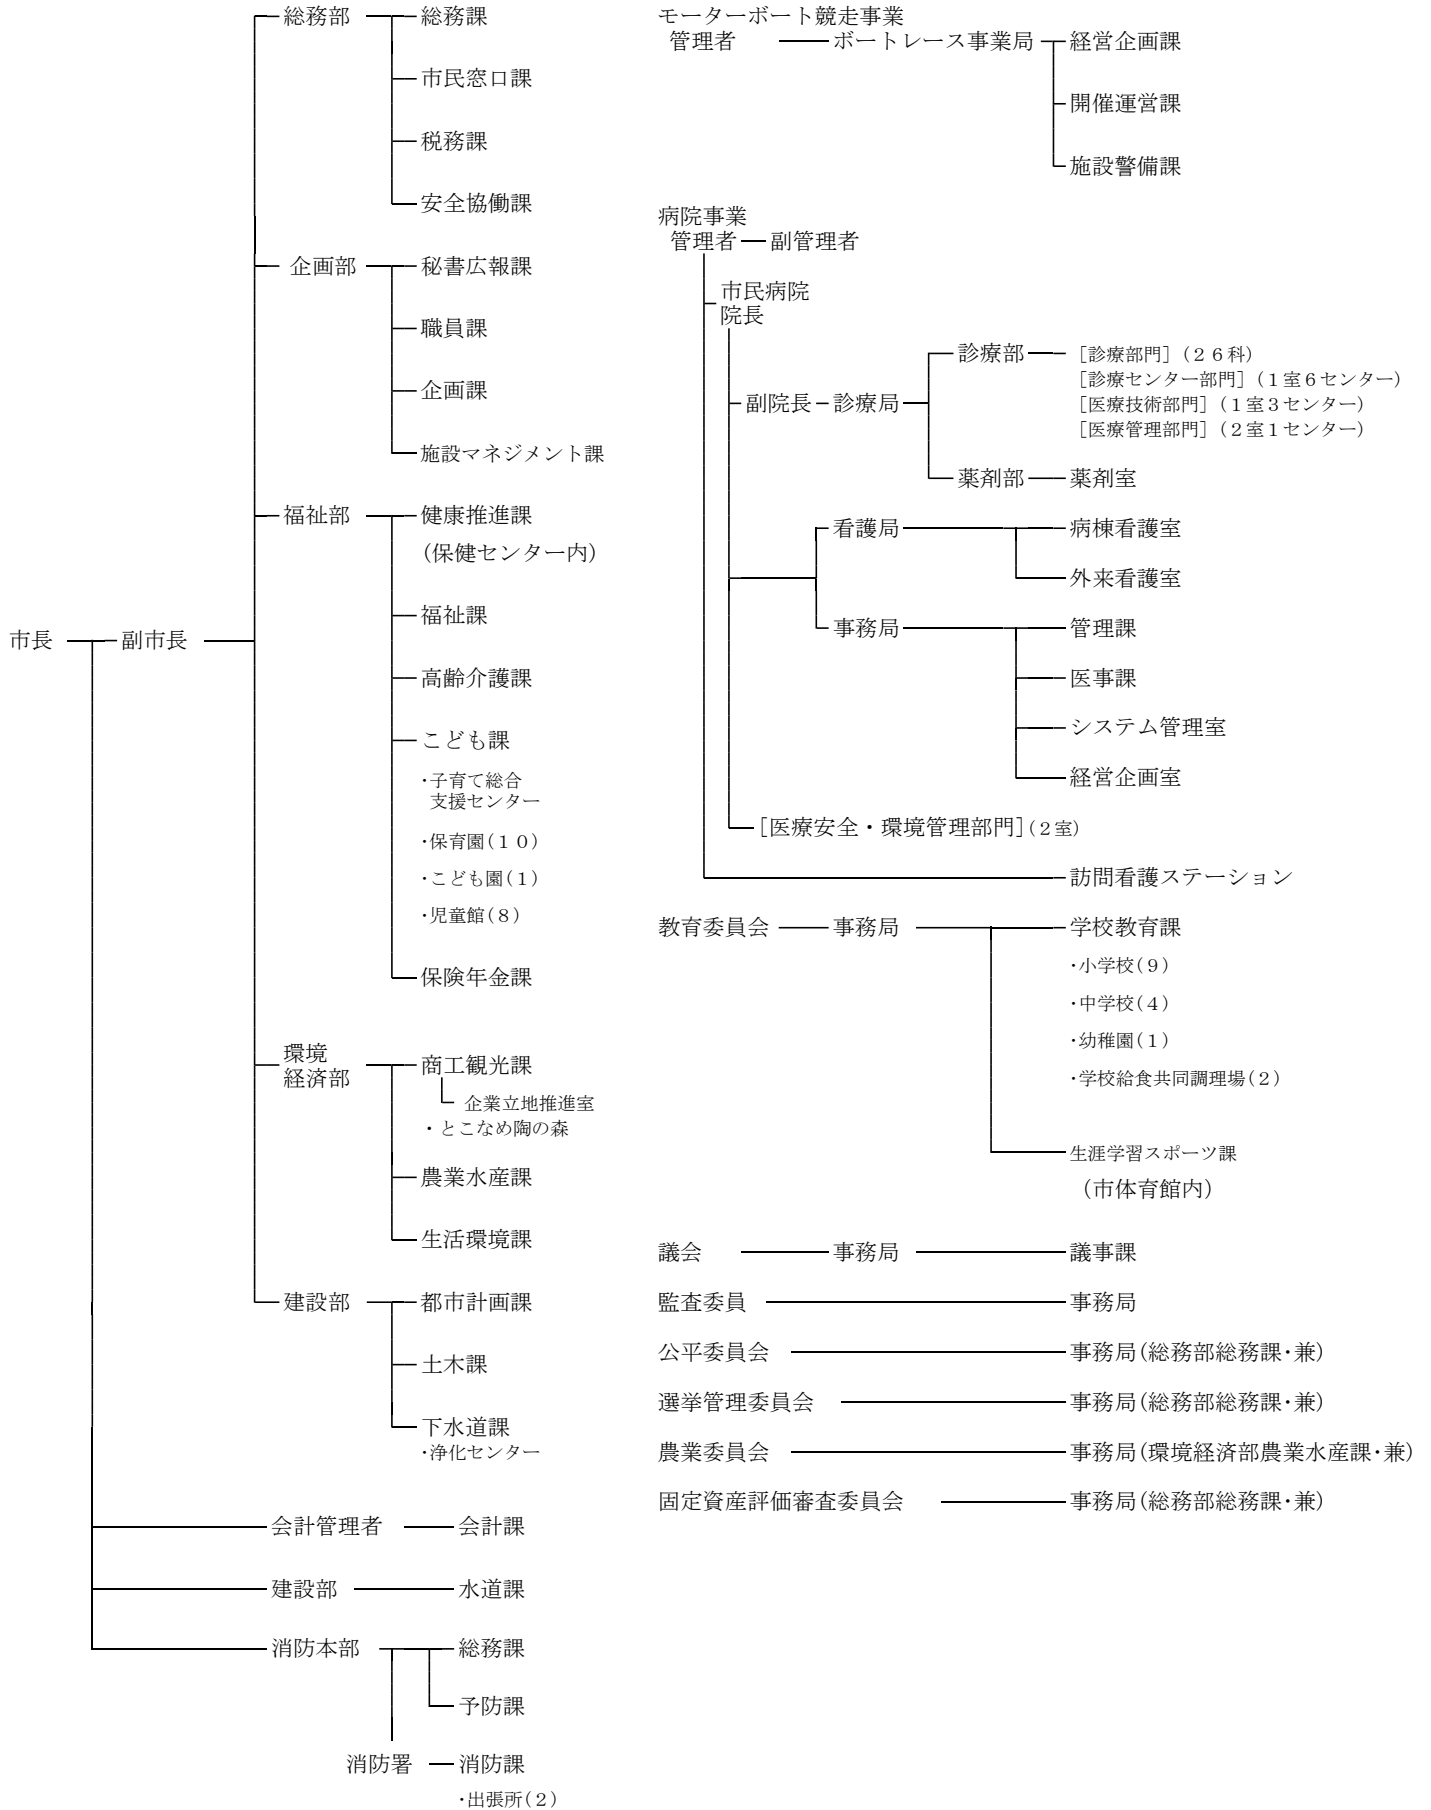 総務部
総務課
市民窓口課
税務課
安全協働課
企画部
秘書広報課
職員課
企画課
施設マネジメント課
福祉部
健康推進課
(保健センター内)
福祉課
市長
副市長
高齢介護課
こども課
・子育て総合
支援センター
・保育園(10)
・こども園(1)
・児童館(8)
保険年金課
環境
経済部
商工観光課
企業立地推進室
・とこなめ陶の森
農業水産課
生活環境課
建設部
都市計画課
土木課
下水道課
・浄化センター
会計管理者
会計課
建設部
水道課
消防本部
総務課
予防課
消防署
消防課
・出張所(2)
モーターボート競走事業
管理者
ボートレース事業局
経営企画課
開催運営課
施設警備課
病院事業
管理者
副管理者
市民病院
院長
副院長
診療局
診療部
[診療部門](26科)
[診療センター部門](1室6センター)
[医療技術部門](1室3センター)
[医療管理部門](2室1センター)
薬剤部
薬剤室
看護局
病棟看護室
外来看護室
事務局
管理課
医事課
システム管理室
経営企画室
[医療安全・環境管理部門](2室)
訪問看護ステーション
教育委員会
事務局
学校教育課
・小学校(9)
・中学校(4)
・幼稚園(1)
・学校給食共同調理場(2)
生涯学習スポーツ課
(市体育館内)
議会
事務局
議事課
監査委員
事務局
公平委員会
事務局(総務部総務課・兼)
選挙管理委員会
事務局(総務部総務課・兼)
農業委員会
事務局(環境経済部農業水産課・兼)
固定資産評価審査委員会
事務局(総務部総務課・兼)